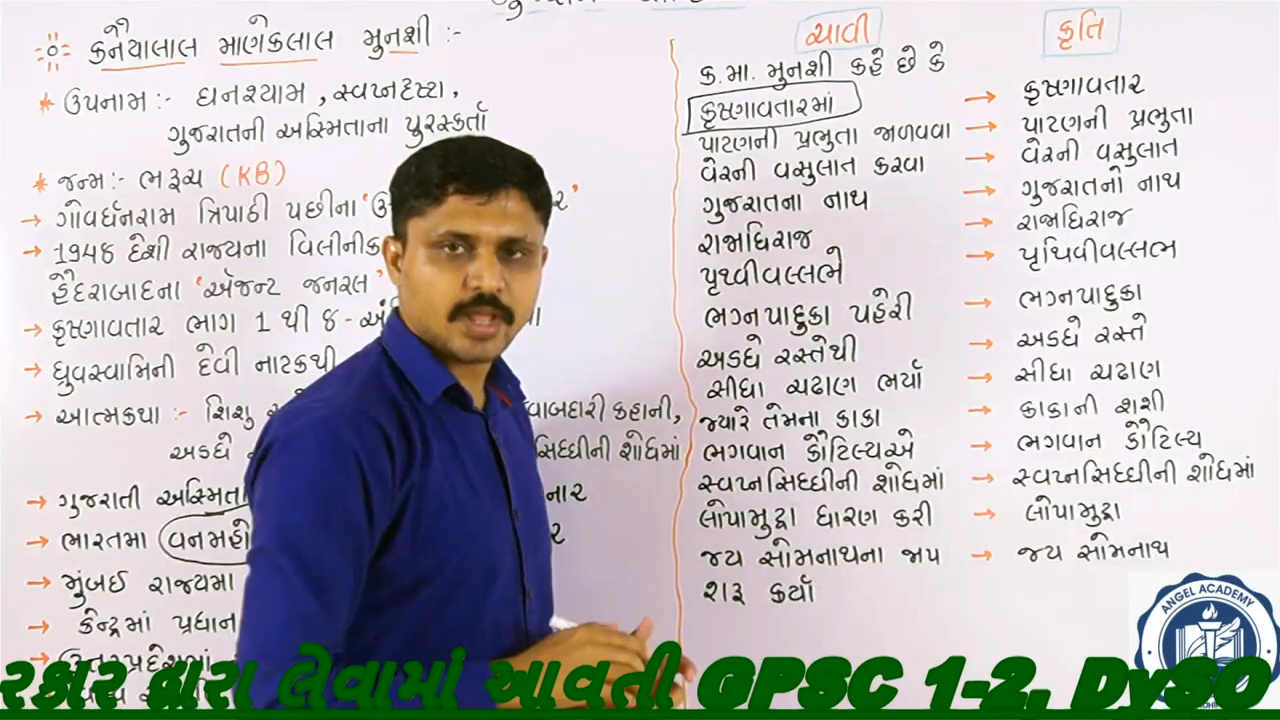 કનૈયાલાલ માણેકલાલ મુનશી :-
ઉપનામ :- ઘનશ્યામ, સ્વપ્નદૃષ્ટા,
ગુજરાતની અસ્મિતાના પુરસ્કર્તા
જન્મ :- ભરૂચ (KB)
→ ગોવર્ધનરામ ત્રિપાઠી પછીના
→ 1948 દેશી રાજ્યના
હૈદરાબાદના 'ઍજન્ટ જનરલ'
→ કૃષ્ણાવતાર ભાગ 1 થી 8 -
→ ધ્રુવસ્વામિની દેવી નાટકથી
→ આત્મકથા :- શિશુ
વાબદારી કહાની,
અડધે
સિદ્ધીની શોધમાં
→ ગુજરાતી અસ્મિતા
નાર
→ ભારતમા વનમહો
→ મુંબઈ રાજ્યમા
→ કેન્દ્રમાં પ્રધાન
ચાવી
ક.મા. મુનશી કહે છે કે
કૃષ્ણાવતારમાં
પાટણની પ્રભુતા જાળવવા
વેરની વસુલાત કરવા
ગુજરાતના નાથ
રાજાધિરાજ
પૃથ્વીવલ્લભે
ભગ્નપાદુકા પહેરી
અડધે રસ્તેથી
સીધા ચઢાણ ભર્યા
જ્યારે તેમના કાકા
ભગવાન કૌટિલ્યએ
સ્વપ્નસિદ્ધીની શોધમાં
લોપામુદ્રા ધારણ કરી
જય સોમનાથના જાપ
શરૂ કર્યા
કૃતિ
→ કૃષ્ણાવતાર
→ પાટણની પ્રભુતા
→ વેરની વસુલાત
→ ગુજરાતનો નાથ
→ રાજાધિરાજ
→ પૃથિવીવલ્લભ
→ ભગ્નપાદુકા
→ અડધે રસ્તે
→ સીધા ચઢાણ
→ કાકાની શશી
→ ભગવાન કૌટિલ્ય
→ સ્વપ્નસિદ્ધીની શોધમાં
→ લોપામુદ્રા
→ જય સોમનાથ
ANGEL ACADEMY
રકાર દ્વારા લેવામાં આવતી GPSC 1-2, DySO